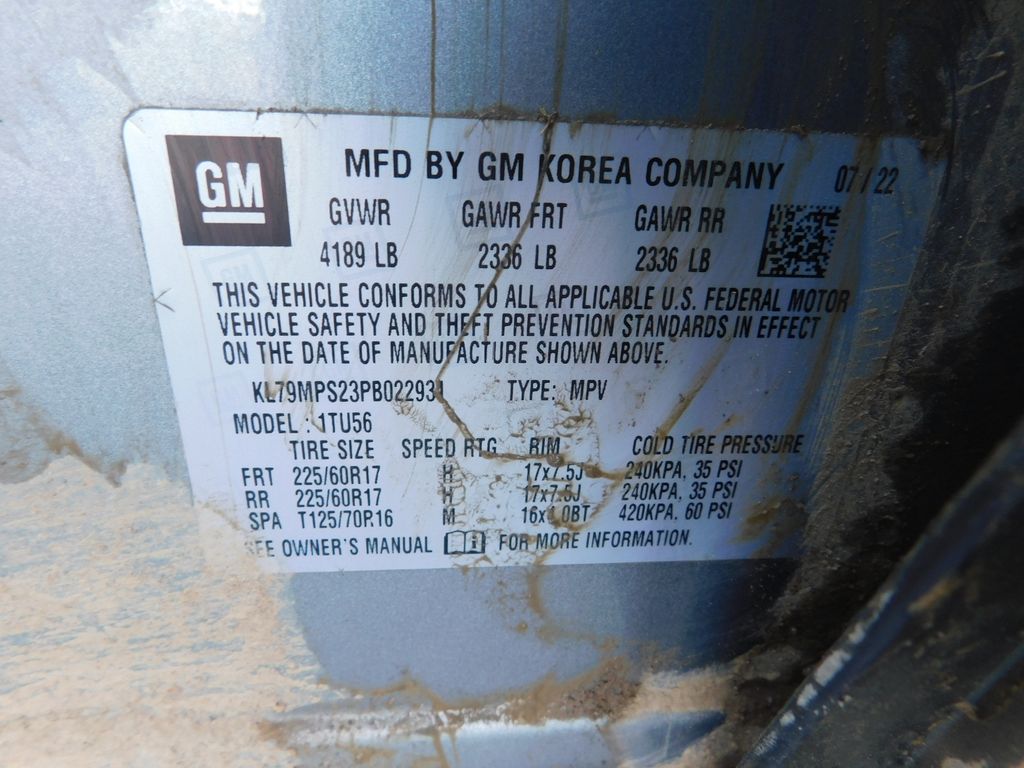 GM
MFD BY GM KOREA COMPANY 07/22
GVWR GAWR FRT GAWR RR
4189 LB 2336 LB 2336 LB
THIS VEHICLE CONFORMS TO ALL APPLICABLE U.S. FEDERAL MOTOR
VEHICLE SAFETY AND THEFT PREVENTION STANDARDS IN EFFECT
ON THE DATE OF MANUFACTURE SHOWN ABOVE.
KL79MPS23PB022931 TYPE: MPV
MODEL : 1TU56
TIRE SIZE SPEED RTG RIM COLD TIRE PRESSURE
FRT 225/60R17 H 17x7.5J 240KPA, 35 PSI
RR 225/60R17 H 17x7.5J 240KPA, 35 PSI
SPA T125/70R16 M 16x4.0BT 420KPA, 60 PSI
SEE OWNER'S MANUAL FOR MORE INFORMATION.